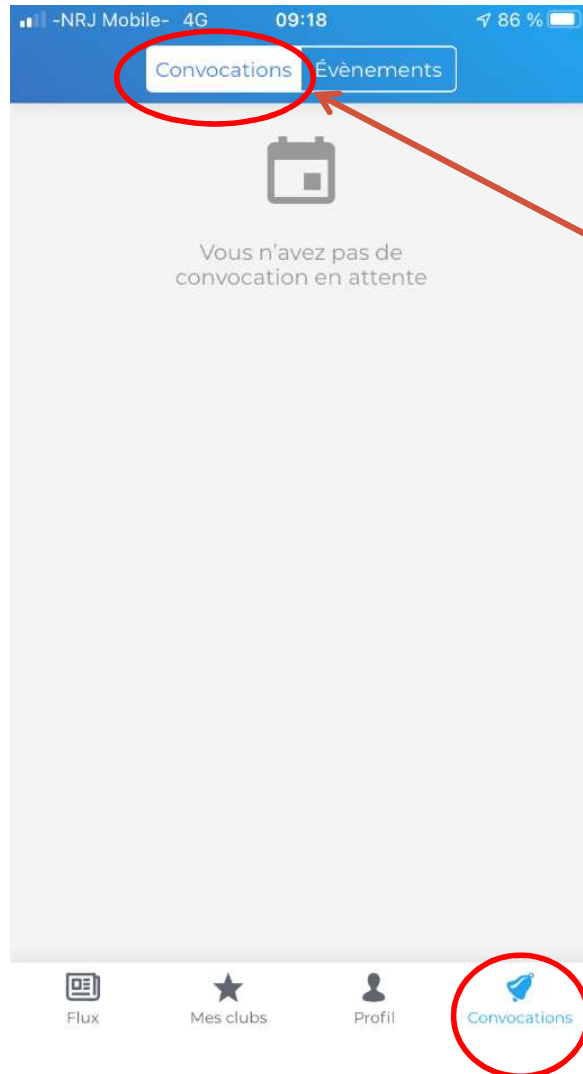 -NRJ Mobile- 4G 09:18 86 %
Convocations Évènements
Vous n'avez pas de
convocation en attente
Flux Mes clubs Profil Convocations